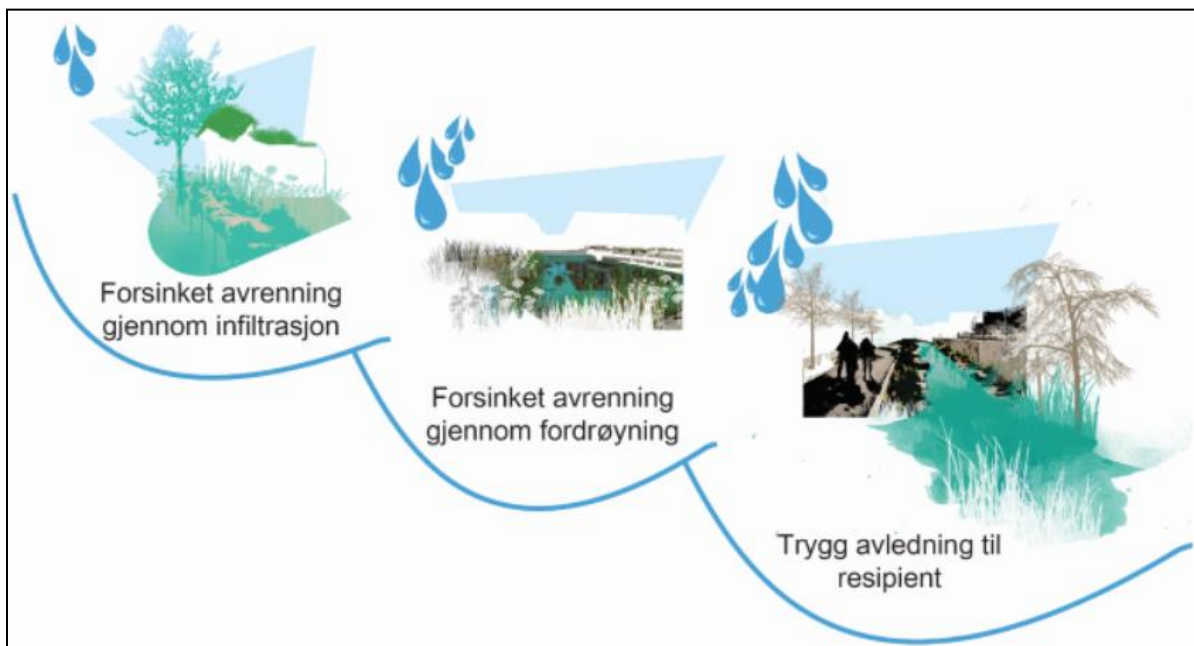 Forsinket avrenning
gjennom infiltrasjon
Forsinket avrenning
gjennom fordrøyning
Trygg avledning til
resipient